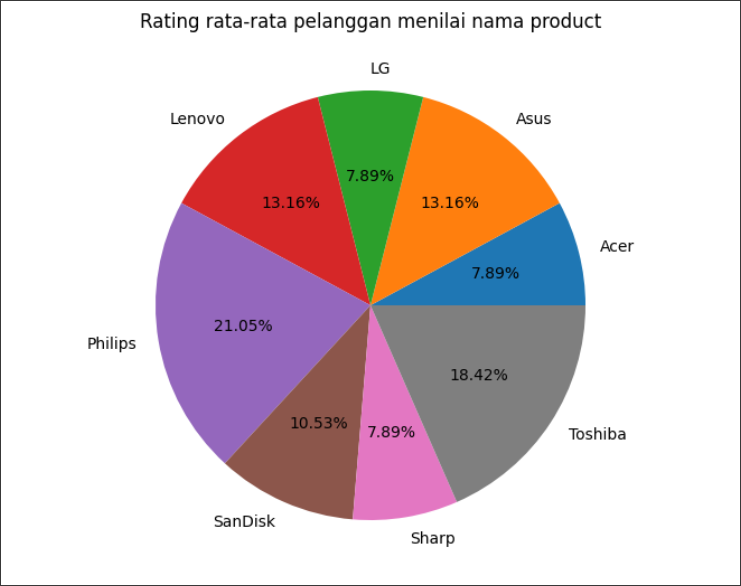 Rating rata-rata pelanggan menilai nama product
LG
Lenovo
Asus
7.89%
13.16%
13.16%
Acer
7.89%
21.05%
Philips
18.42%
10.53%
7.89%
Toshiba
SanDisk
Sharp